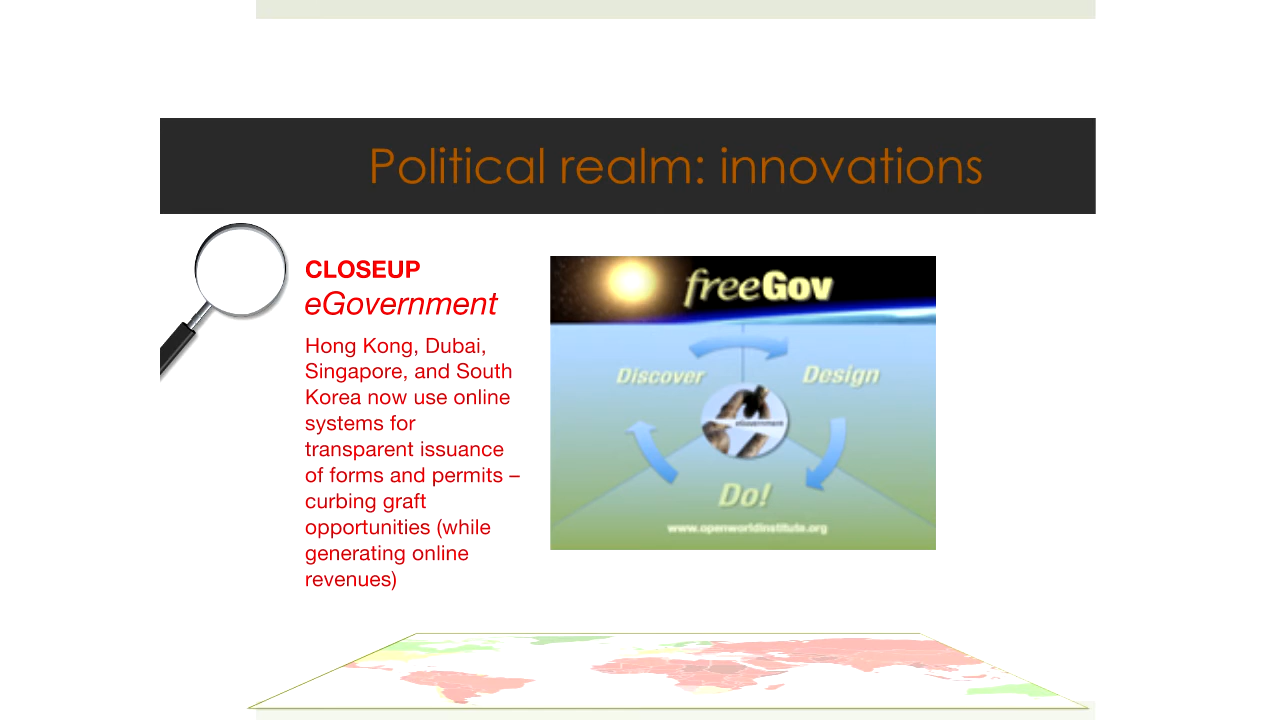 Political realm: innovations
CLOSEUP
eGovernment
Hong Kong, Dubai,
Singapore, and South
Korea now use online
systems for
transparent issuance
of forms and permits –
curbing graft
opportunities (while
generating online
revenues)
freeGov
Discover
Design
eGovernment
Do!
www.openworldinstitute.org